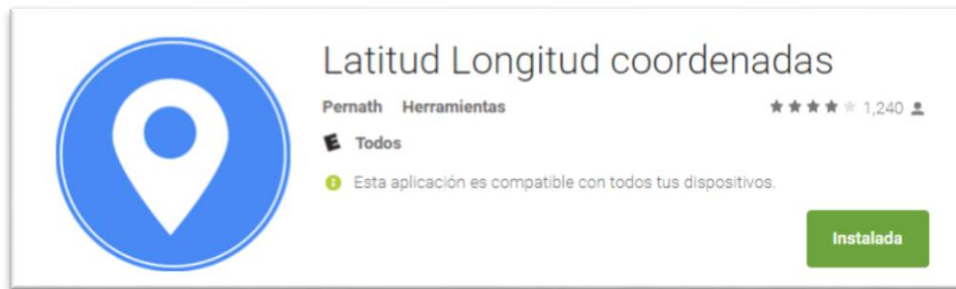 Latitud Longitud coordenadas
Pernath Herramientas 1,240
E Todos
Esta aplicación es compatible con todos tus dispositivos.
Instalada